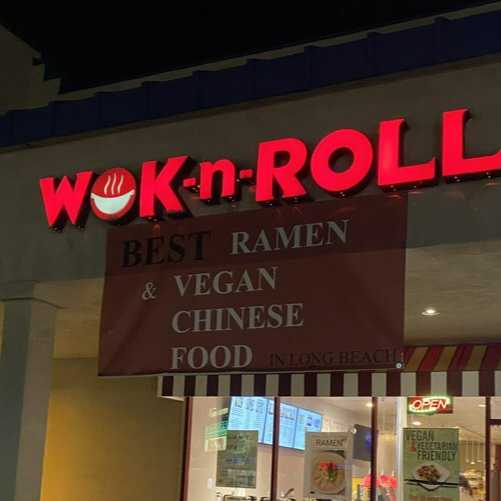 WOK-n-ROLL
BEST RAMEN
& VEGAN
CHINESE
FOOD IN LONG BEACH
OPEN
RAMEN
VEGAN
& VEGETARIAN
FRIENDLY